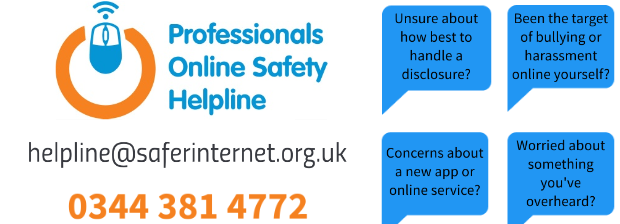 Professionals
Online Safety
Helpline
helpline@saferinternet.org.uk
0344 381 4772
Unsure about
how best to
handle a
disclosure?
Been the target
of bullying or
harassment
online yourself?
Concerns about
a new app or
online service?
Worried about
something
you've
overheard?